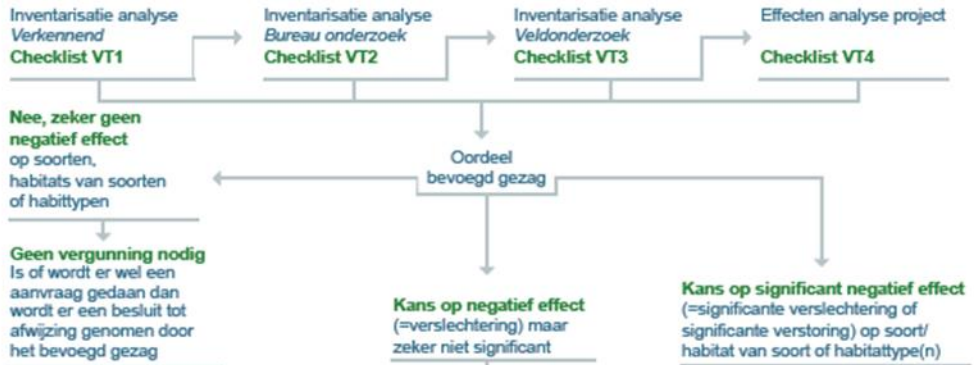 Inventarisatie analyse
Verkennend
Checklist VT1
Inventarisatie analyse
Bureau onderzoek
Checklist VT2
Inventarisatie analyse
Veldonderzoek
Checklist VT3
Effecten analyse project
Checklist VT4
Oordeel
bevoegd gezag
Nee, zeker geen
negatief effect
op soorten,
habitats van soorten
of habittypen
Geen vergunning nodig
Is of wordt er wel een
aanvraag gedaan dan
wordt er een besluit tot
afwijzing genomen door
het bevoegd gezag
Kans op negatief effect
(=verslechtering) maar
zeker niet significant
Kans op significant negatief effect
(=significante verslechtering of
significante verstoring) op soort/
habitat van soort of habitattype(n)